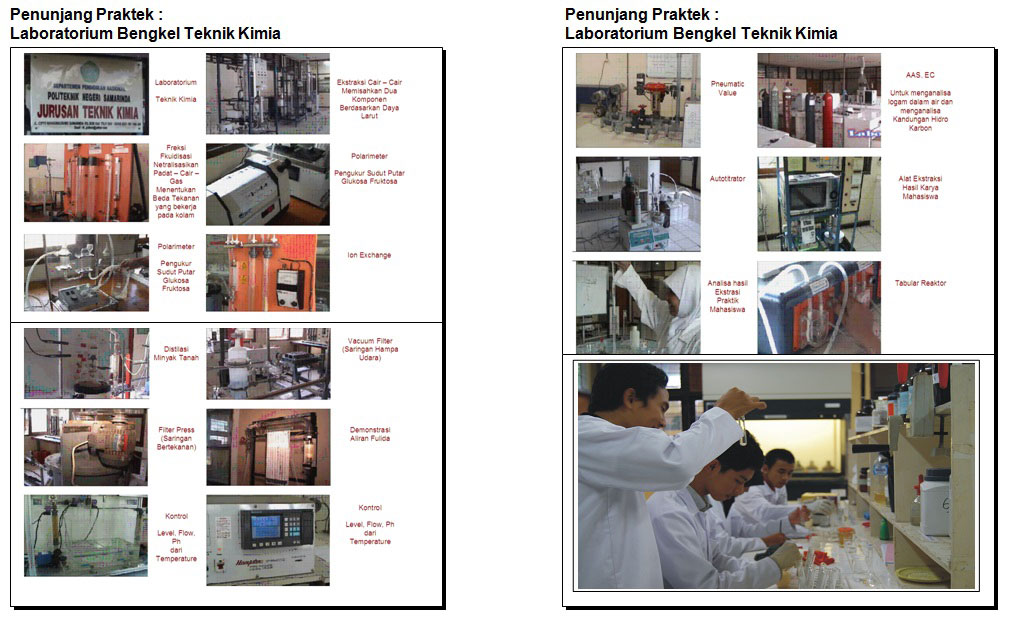 Penunjang Praktek :
Laboratorium Bengkel Teknik Kimia
DEPARTEMEN PENDIDIKAN NASIONAL
POLITEKNIK NEGERI SAMARINDA
JURUSAN TEKNIK KIMIA
Laboratorium
Teknik Kimia
Ekstraksi Cair – Cair
Memisahkan Dua
Komponen
Berdasarkan Daya
Larut
Freksi
Fkuidisasi
Netralisasikan
Padat – Cair –
Gas
Menentukan
Beda Tekanan
yang bekerja
pada kolam
Polarimeter
Pengukur Sudut Putar
Glukosa Fruktosa
Polarimeter
Pengukur
Sudut Putar
Glukosa
Fruktosa
Ion Exchange
Distilasi
Minyak Tanah
Vacuum Filter
(Saringan Hampa
Udara)
Filter Press
(Saringan
Bertekanan)
Demonstrasi
Aliran Fulida
Kontrol
Level, Flow,
Ph
dari
Temperature
Kontrol
Level, Flow, Ph
dari
Temperature
Penunjang Praktek :
Laboratorium Bengkel Teknik Kimia
Pneumatic
Value
AAS, EC
Untuk menganalisa
logam dalam air dan
menganalisa
Kandungan Hidro
Karbon
Autotitrator
Alat Ekstraksi
Hasil Karya
Mahasiswa
Analisa hasil
Ekstrasi
Praktik
Mahasiswa
Tabular Reaktor